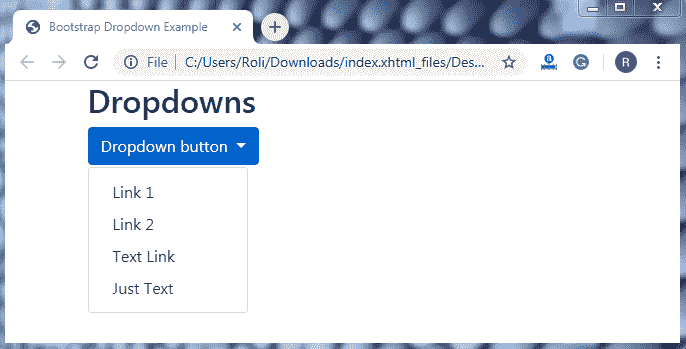 Bootstrap Dropdown Example
File C:/Users/Roli/Downloads/index.xhtml_files/Des...
R
Dropdowns
Dropdown button
Link 1
Link 2
Text Link
Just Text